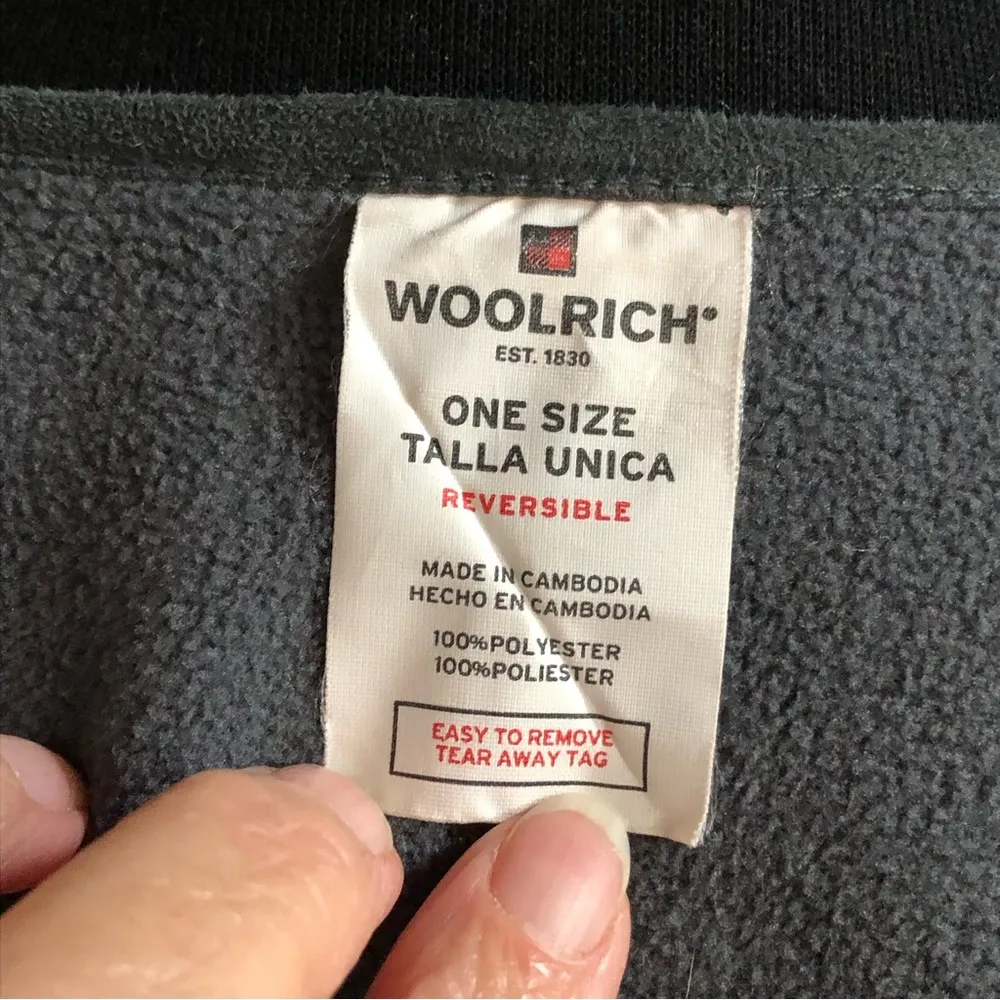 WOOLRICH®
EST. 1830
ONE SIZE
TALLA UNICA
REVERSIBLE
MADE IN CAMBODIA
HECHO EN CAMBODIA
100%POLYESTER
100%POLIESTER
EASY TO REMOVE
TEAR AWAY TAG